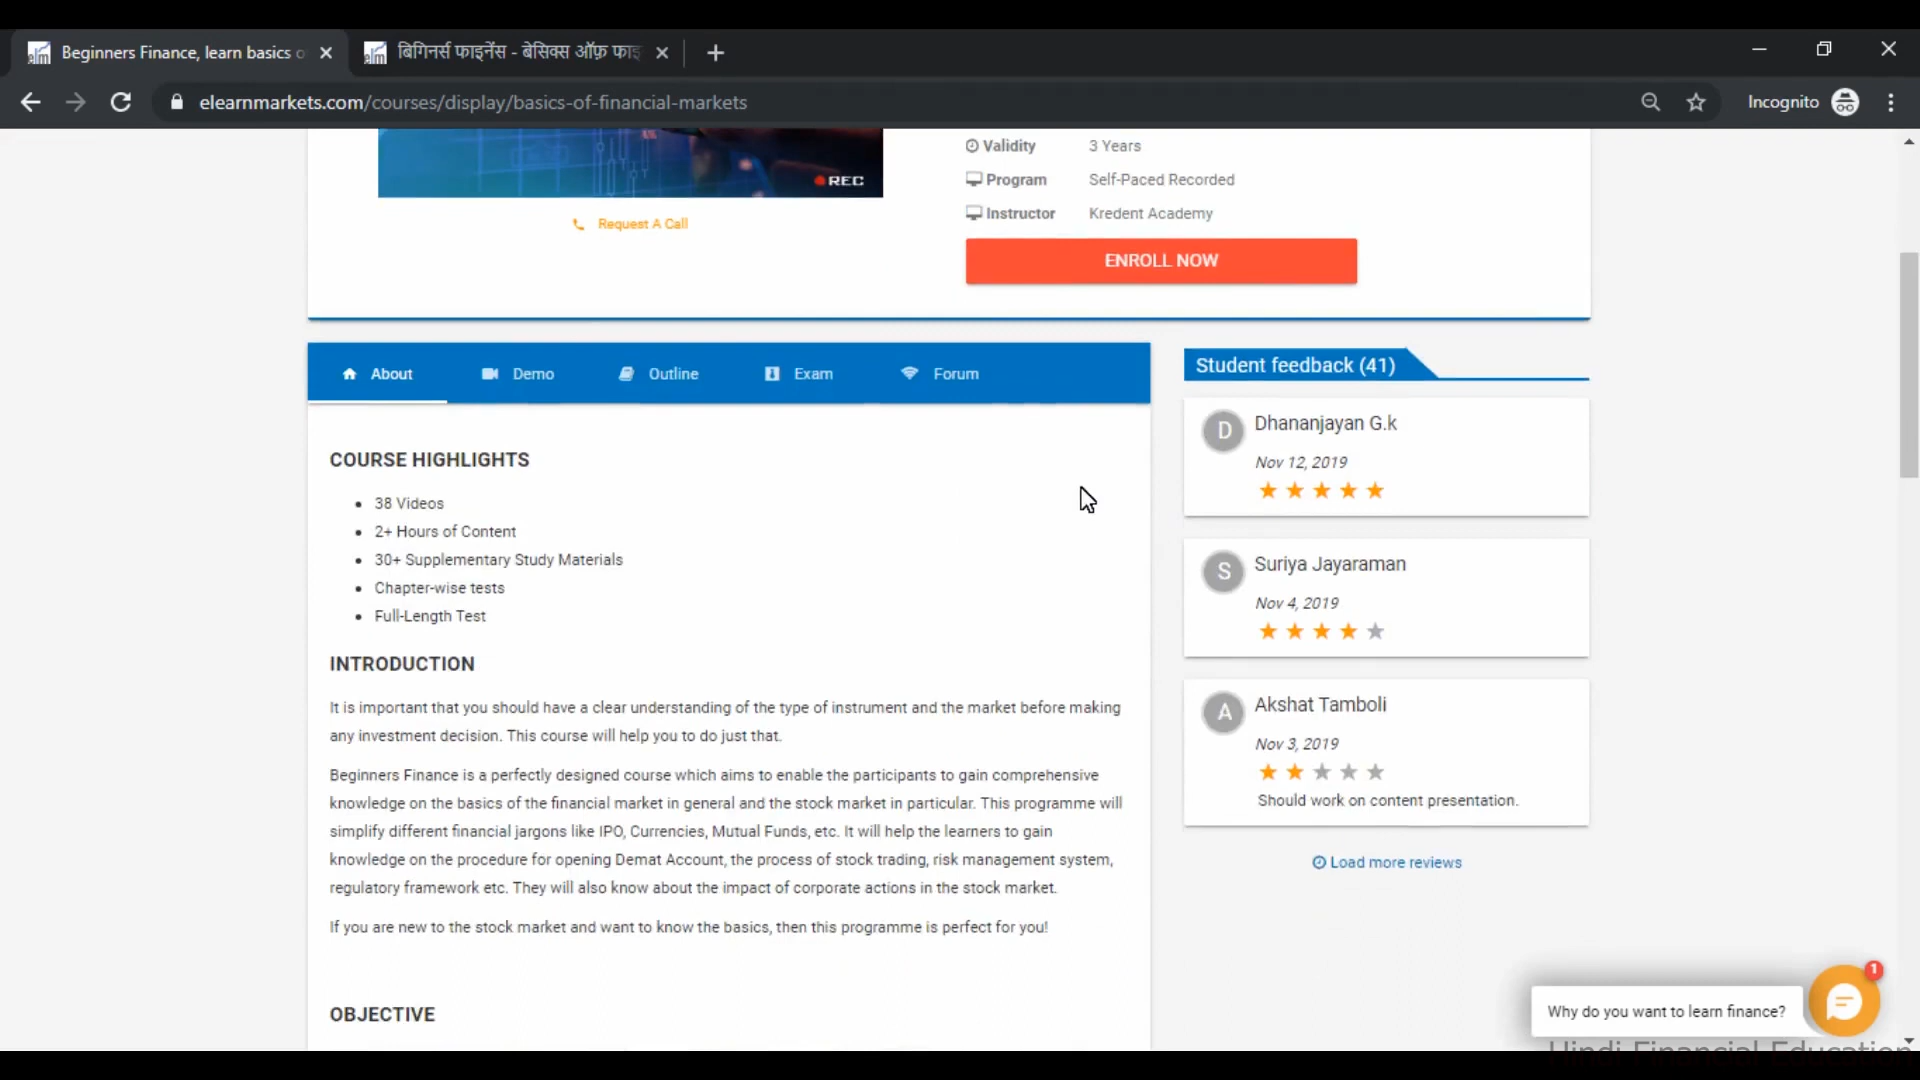 Beginners Finance, learn basics o
बिगिनर्स फाइनेंस - बेसिक्स ऑफ़ फाइ
elearnmarkets.com/courses/display/basics-of-financial-markets
Incognito
REC
Request A Call
Validity 3 Years
Program Self-Paced Recorded
Instructor Kredent Academy
ENROLL NOW
About Demo Outline Exam Forum
COURSE HIGHLIGHTS
38 Videos
2+ Hours of Content
30+ Supplementary Study Materials
Chapter-wise tests
Full-Length Test
INTRODUCTION
It is important that you should have a clear understanding of the type of instrument and the market before making
any investment decision. This course will help you to do just that.
Beginners Finance is a perfectly designed course which aims to enable the participants to gain comprehensive
knowledge on the basics of the financial market in general and the stock market in particular. This programme will
simplify different financial jargons like IPO, Currencies, Mutual Funds, etc. It will help the learners to gain
knowledge on the procedure for opening Demat Account, the process of stock trading, risk management system,
regulatory framework etc. They will also know about the impact of corporate actions in the stock market.
If you are new to the stock market and want to know the basics, then this programme is perfect for you!
OBJECTIVE
Student feedback (41)
D
Dhananjayan G.k
Nov 12, 2019
S
Suriya Jayaraman
Nov 4, 2019
A
Akshat Tamboli
Nov 3, 2019
Should work on content presentation.
Load more reviews
Why do you want to learn finance?
1
Hindi Financial Education